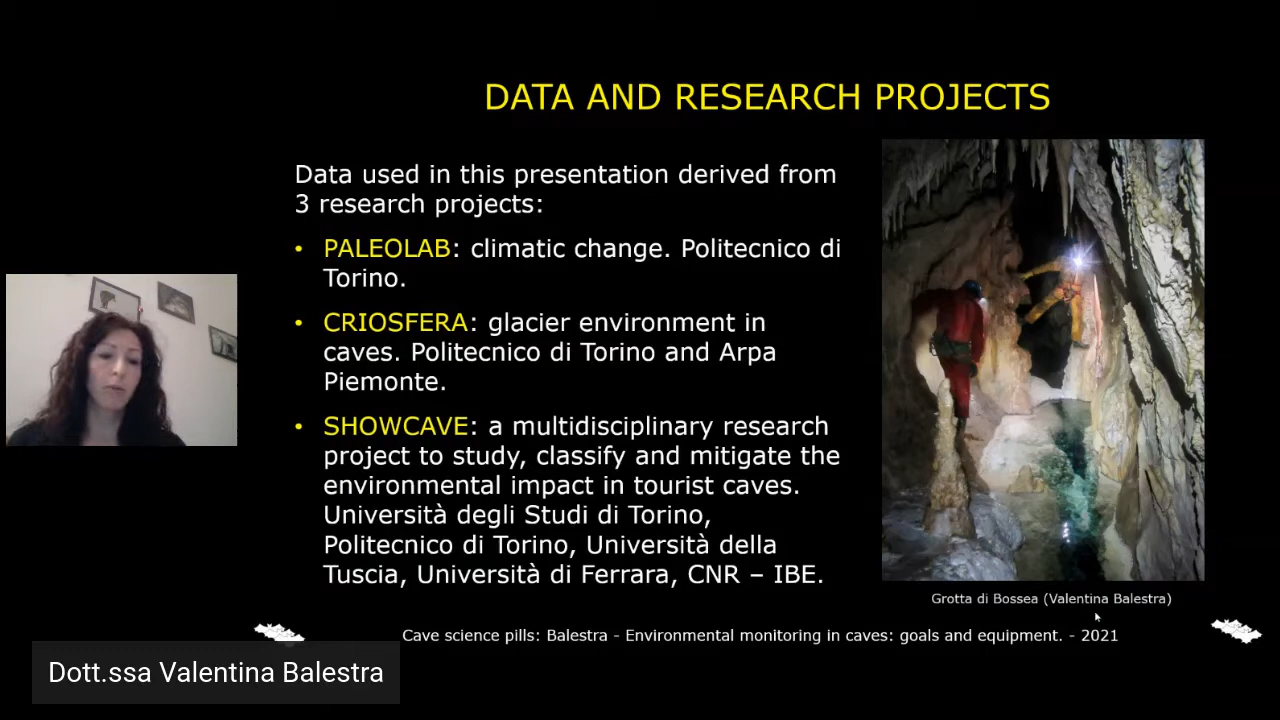 DATA AND RESEARCH PROJECTS
Data used in this presentation derived from
3 research projects:
• PALEOLAB: climatic change. Politecnico di
Torino.
• CRIOSFERA: glacier environment in
caves. Politecnico di Torino and Arpa
Piemonte.
• SHOWCAVE: a multidisciplinary research
project to study, classify and mitigate the
environmental impact in tourist caves.
Università degli Studi di Torino,
Politecnico di Torino, Università della
Tuscia, Università di Ferrara, CNR – IBE.
Grotta di Bossea (Valentina Balestra)
Cave science pills: Balestra - Environmental monitoring in caves: goals and equipment. - 2021
Dott.ssa Valentina Balestra